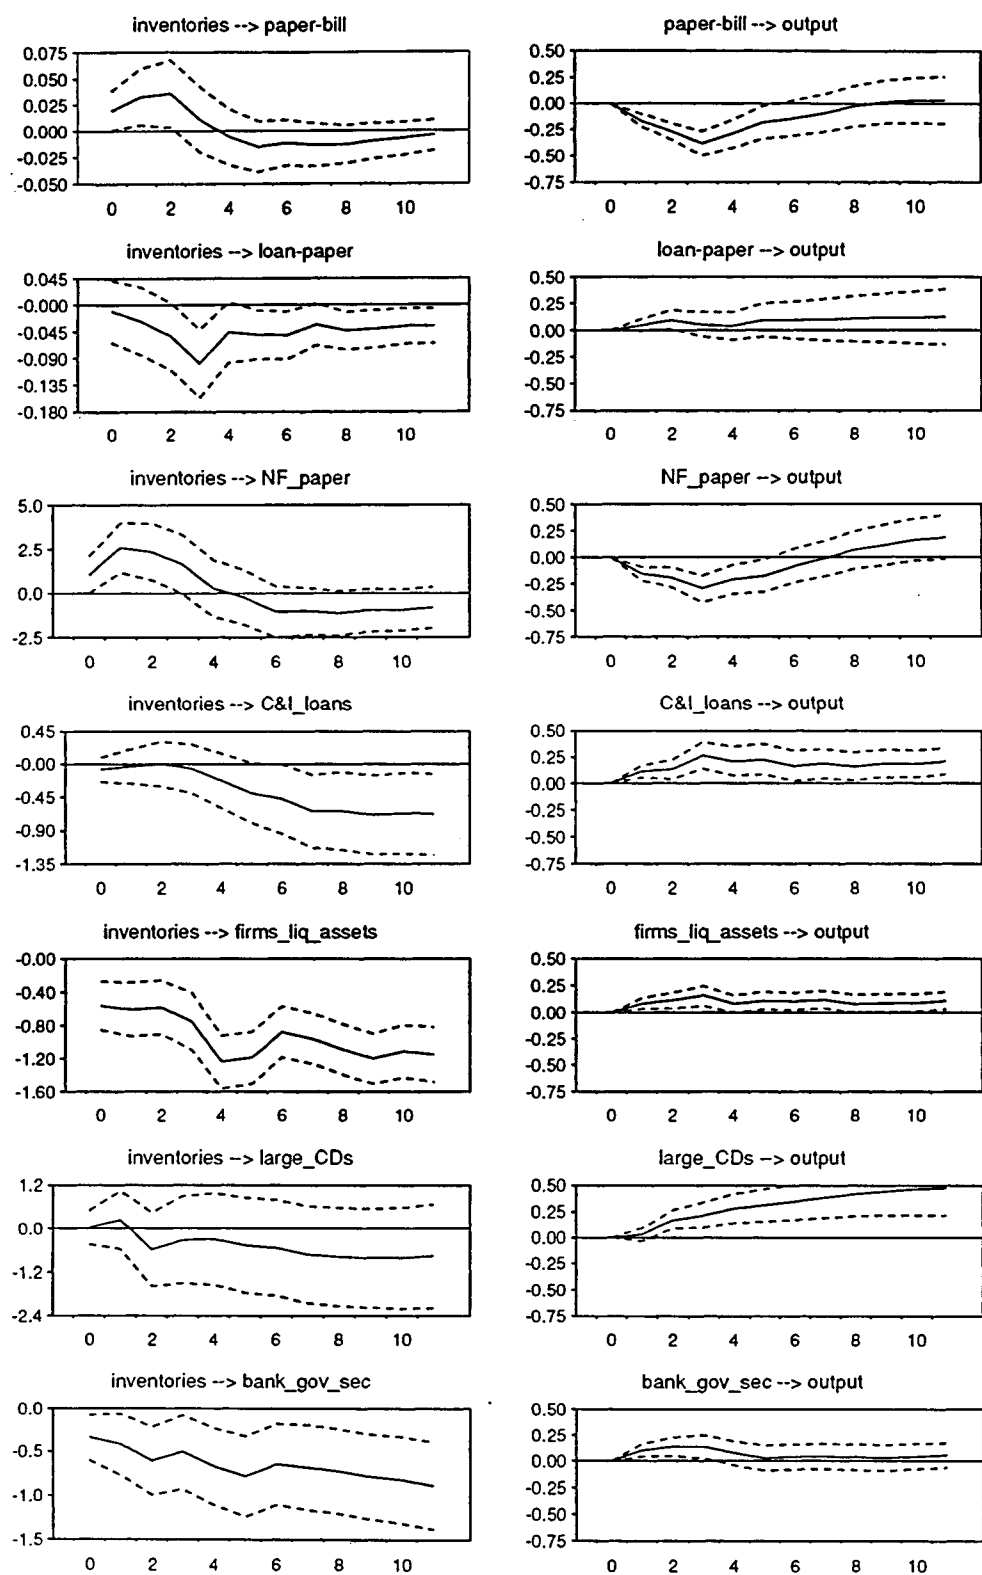 inventories --> paper-bill
0.075
0.050
0.025
0.000
-0.025
-0.050
0 2 4 6 8 10
paper-bill --> output
0.50
0.25
0.00
-0.25
-0.50
-0.75
0 2 4 6 8 10
inventories --> loan-paper
0.045
-0.000
-0.045
-0.090
-0.135
-0.180
0 2 4 6 8 10
loan-paper --> output
0.50
0.25
0.00
-0.25
-0.50
-0.75
0 2 4 6 8 10
inventories --> NF_paper
5.0
2.5
0.0
-2.5
0 2 4 6 8 10
NF_paper --> output
0.50
0.25
0.00
-0.25
-0.50
-0.75
0 2 4 6 8 10
inventories --> C&I_loans
0.45
-0.00
-0.45
-0.90
-1.35
0 2 4 6 8 10
C&I_loans --> output
0.50
0.25
0.00
-0.25
-0.50
-0.75
0 2 4 6 8 10
inventories --> firms_liq_assets
-0.00
-0.40
-0.80
-1.20
-1.60
0 2 4 6 8 10
firms_liq_assets --> output
0.50
0.25
0.00
-0.25
-0.50
-0.75
0 2 4 6 8 10
inventories --> large_CDs
1.2
0.0
-1.2
-2.4
0 2 4 6 8 10
large_CDs --> output
0.50
0.25
0.00
-0.25
-0.50
-0.75
0 2 4 6 8 10
inventories --> bank_gov_sec
0.0
-0.5
-1.0
-1.5
0 2 4 6 8 10
bank_gov_sec --> output
0.50
0.25
0.00
-0.25
-0.50
-0.75
0 2 4 6 8 10